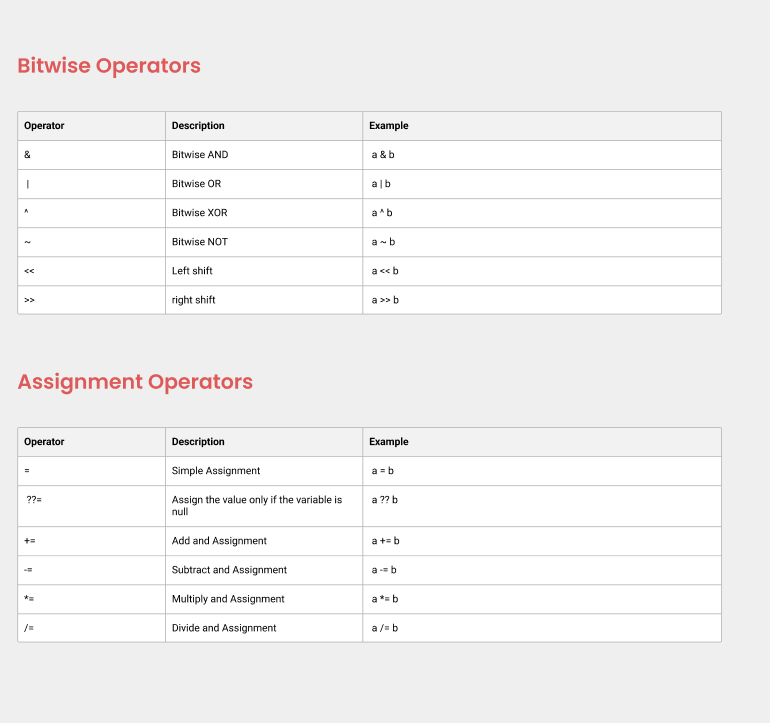 Bitwise Operators
Operator Description Example
& Bitwise AND a & b
| Bitwise OR a | b
^ Bitwise XOR a ^ b
~ Bitwise NOT a ~ b
<< Left shift a << b
>> right shift a >> b
Assignment Operators
Operator Description Example
= Simple Assignment a = b
??= Assign the value only if the variable is a ?? b
null
+= Add and Assignment a += b
-= Subtract and Assignment a -= b
*= Multiply and Assignment a *= b
/= Divide and Assignment a /= b